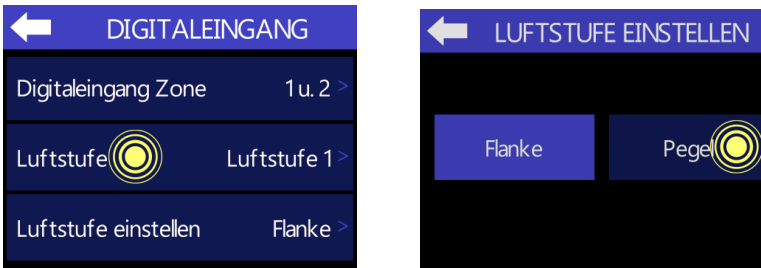 DIGITALEINGANG
Digitaleingang Zone 1 u. 2 >
Luftstufe Luftstufe 1 >
Luftstufe einstellen Flanke >
LUFTSTUFE EINSTELLEN
Flanke Pegel